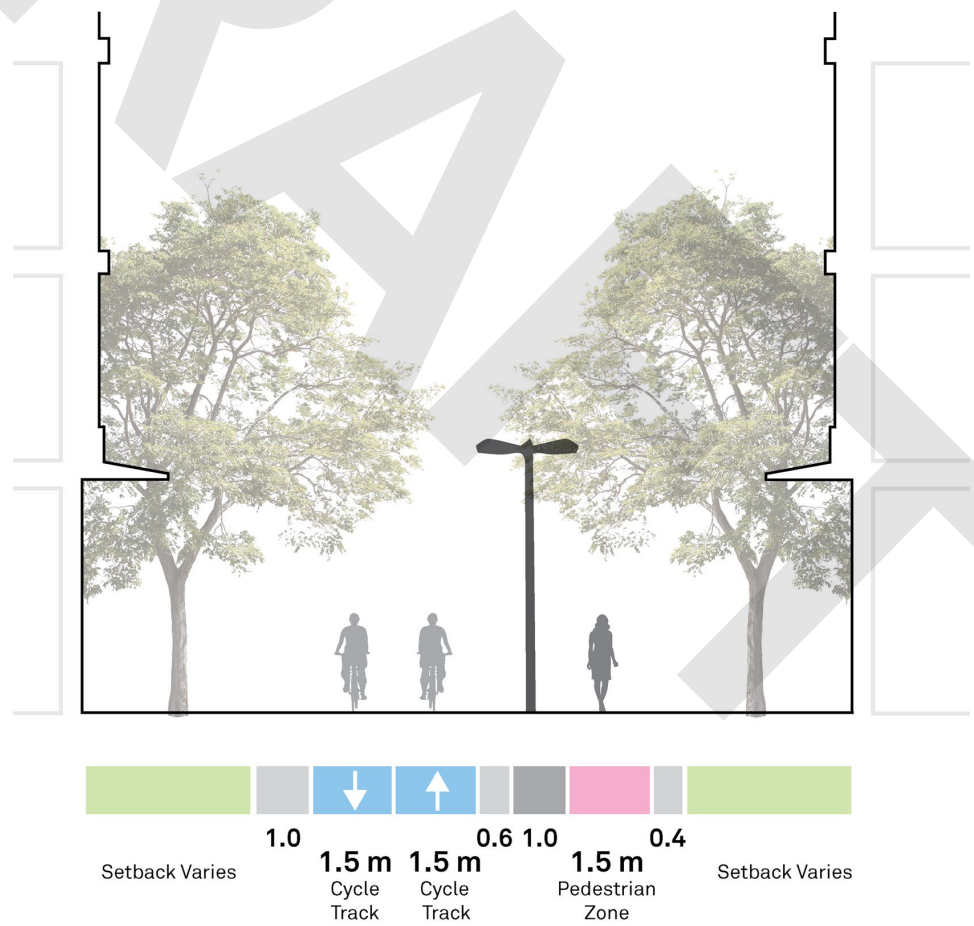 DRAFT
1.0
0.6 1.0
0.4
1.5 m
1.5 m
1.5 m
Setback Varies
Cycle
Track
Cycle
Track
Pedestrian
Zone
Setback Varies